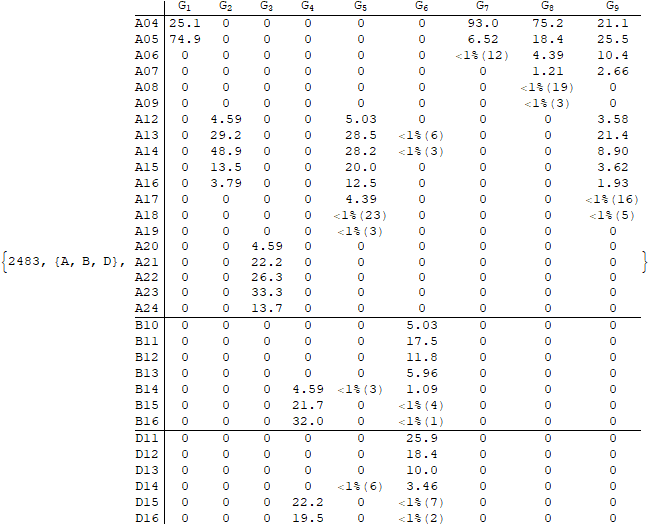 G1 G2 G3 G4 G5 G6 G7 G8 G9
A04 25.1 0 0 0 0 0 93.0 75.2 21.1
A05 74.9 0 0 0 0 0 6.52 18.4 25.5
A06 0 0 0 0 0 0 <1%(12) 4.39 10.4
A07 0 0 0 0 0 0 0 1.21 2.66
A08 0 0 0 0 0 0 0 <1%(19) 0
A09 0 0 0 0 0 0 0 <1%(3) 0
A12 0 4.59 0 0 5.03 0 0 0 3.58
A13 0 29.2 0 0 28.5 <1%(6) 0 0 21.4
A14 0 48.9 0 0 28.2 <1%(3) 0 0 8.90
A15 0 13.5 0 0 20.0 0 0 0 3.62
A16 0 3.79 0 0 12.5 0 0 0 1.93
A17 0 0 0 0 4.39 0 0 0 <1%(16)
A18 0 0 0 0 <1%(23) 0 0 0 <1%(5)
A19 0 0 0 0 <1%(3) 0 0 0 0
A20 0 0 4.59 0 0 0 0 0 0
{2483, {A, B, D}, A21 0 0 22.2 0 0 0 0 0 0 }
A22 0 0 26.3 0 0 0 0 0 0
A23 0 0 33.3 0 0 0 0 0 0
A24 0 0 13.7 0 0 0 0 0 0
B10 0 0 0 0 0 5.03 0 0 0
B11 0 0 0 0 0 17.5 0 0 0
B12 0 0 0 0 0 11.8 0 0 0
B13 0 0 0 0 0 5.96 0 0 0
B14 0 0 0 4.59 <1%(3) 1.09 0 0 0
B15 0 0 0 21.7 0 <1%(4) 0 0 0
B16 0 0 0 32.0 0 <1%(1) 0 0 0
D11 0 0 0 0 0 25.9 0 0 0
D12 0 0 0 0 0 18.4 0 0 0
D13 0 0 0 0 0 10.0 0 0 0
D14 0 0 0 0 <1%(6) 3.46 0 0 0
D15 0 0 0 22.2 0 <1%(7) 0 0 0
D16 0 0 0 19.5 0 <1%(2) 0 0 0